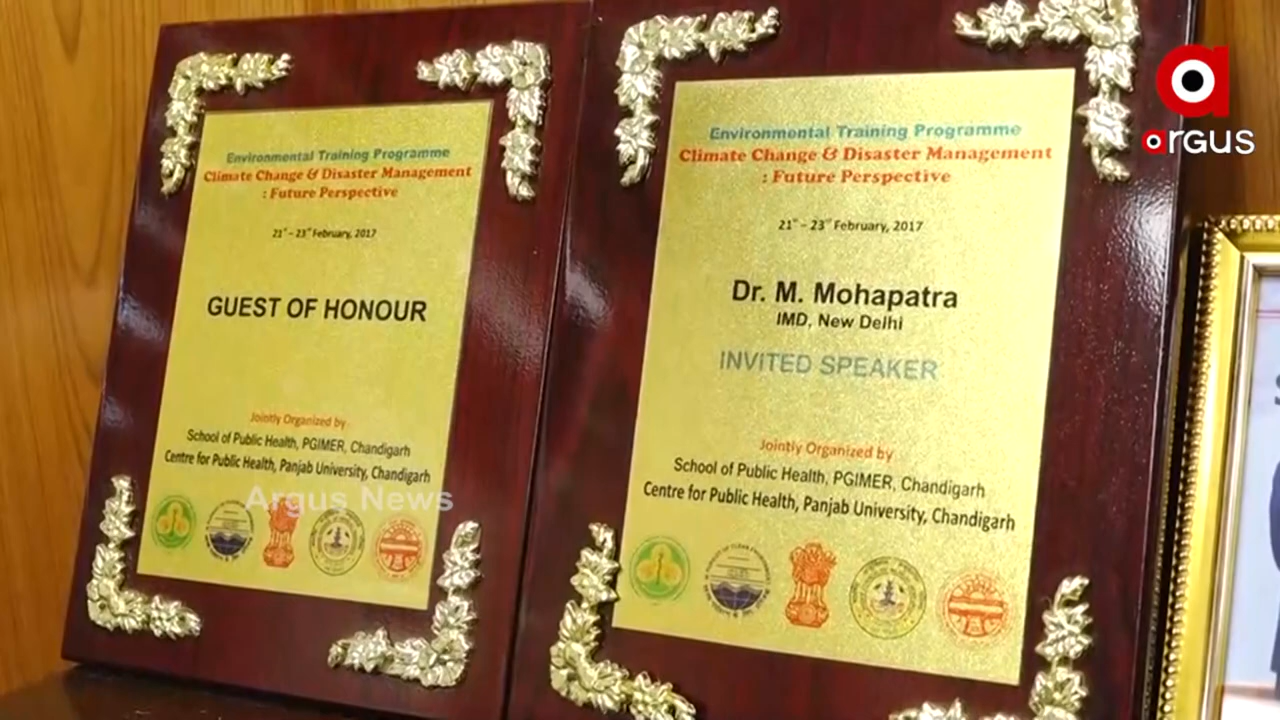 Environmental Training Programme
Climate Change & Disaster Management
: Future Perspective
21st – 23rd February, 2017
GUEST OF HONOUR
Jointly Organized by
School of Public Health, PGIMER, Chandigarh
Centre for Public Health, Panjab University, Chandigarh
Argus News
Environmental Training Programme
Climate Change & Disaster Management
: Future Perspective
21st – 23rd February, 2017
Dr. M. Mohapatra
IMD, New Delhi
INVITED SPEAKER
Jointly Organized by
School of Public Health, PGIMER, Chandigarh
Centre for Public Health, Panjab University, Chandigarh
argus